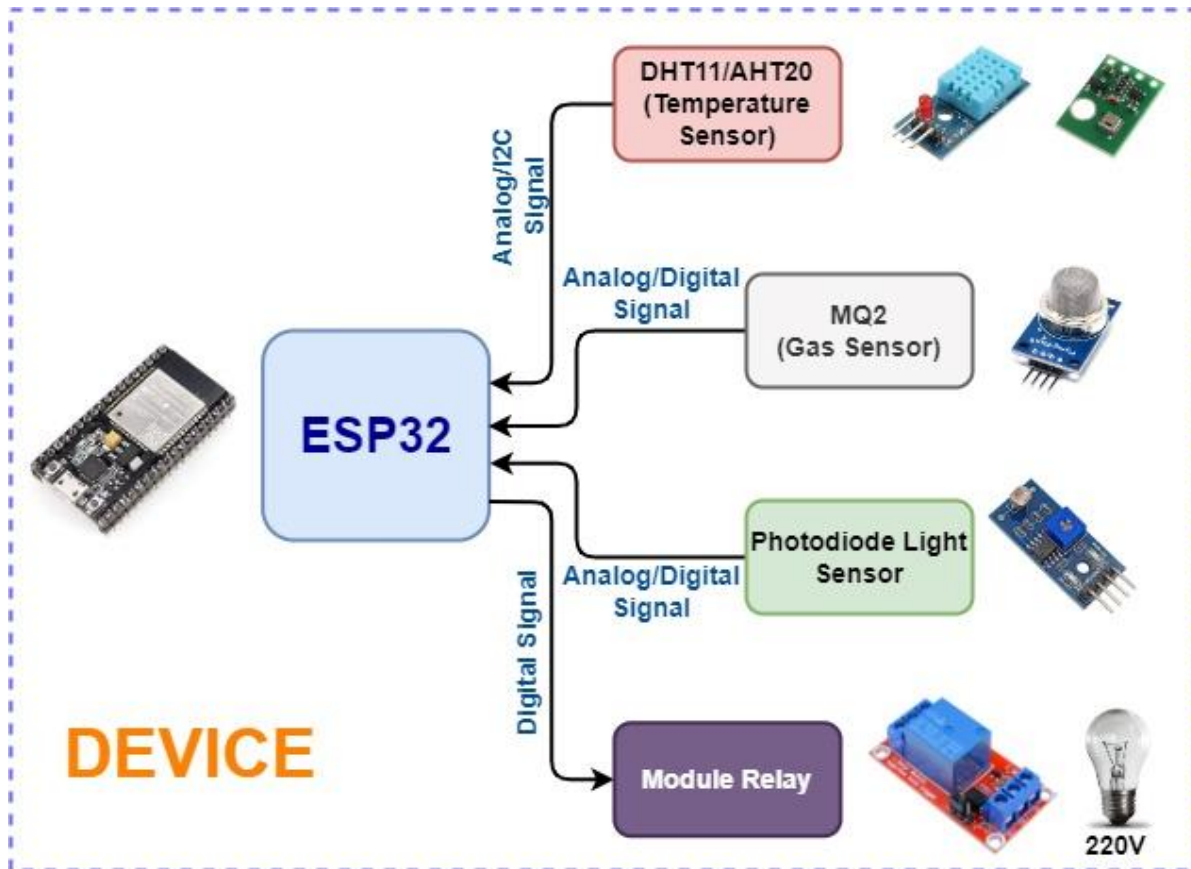 DHT11/AHT20
(Temperature
Sensor)
Analog/I2C
Signal
Analog/Digital
Signal
MQ2
(Gas Sensor)
ESP32
Photodiode Light
Sensor
Analog/Digital
Signal
Digital Signal
DEVICE
Module Relay
220V